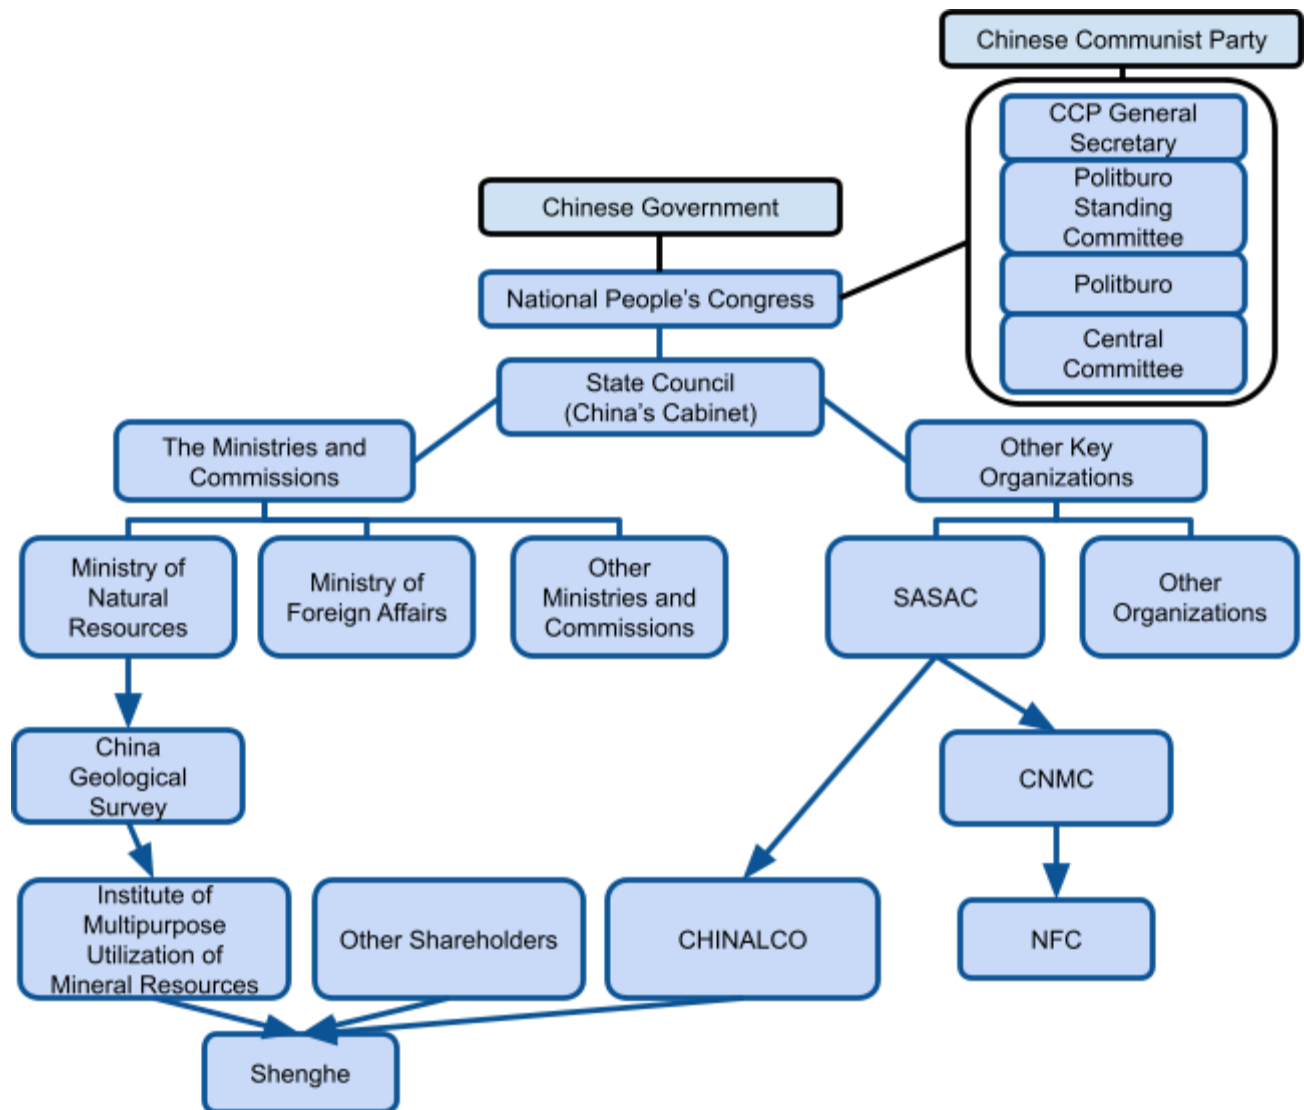 Chinese Communist Party
CCP General
Secretary
Politburo
Standing
Committee
Politburo
Central
Committee
Chinese Government
National People's Congress
State Council
(China's Cabinet)
The Ministries and
Commissions
Other Key
Organizations
Ministry of
Natural
Resources
Ministry of
Foreign Affairs
Other
Ministries and
Commissions
SASAC
Other
Organizations
China
Geological
Survey
CNMC
Institute of
Multipurpose
Utilization of
Mineral Resources
Other Shareholders
CHINALCO
NFC
Shenghe